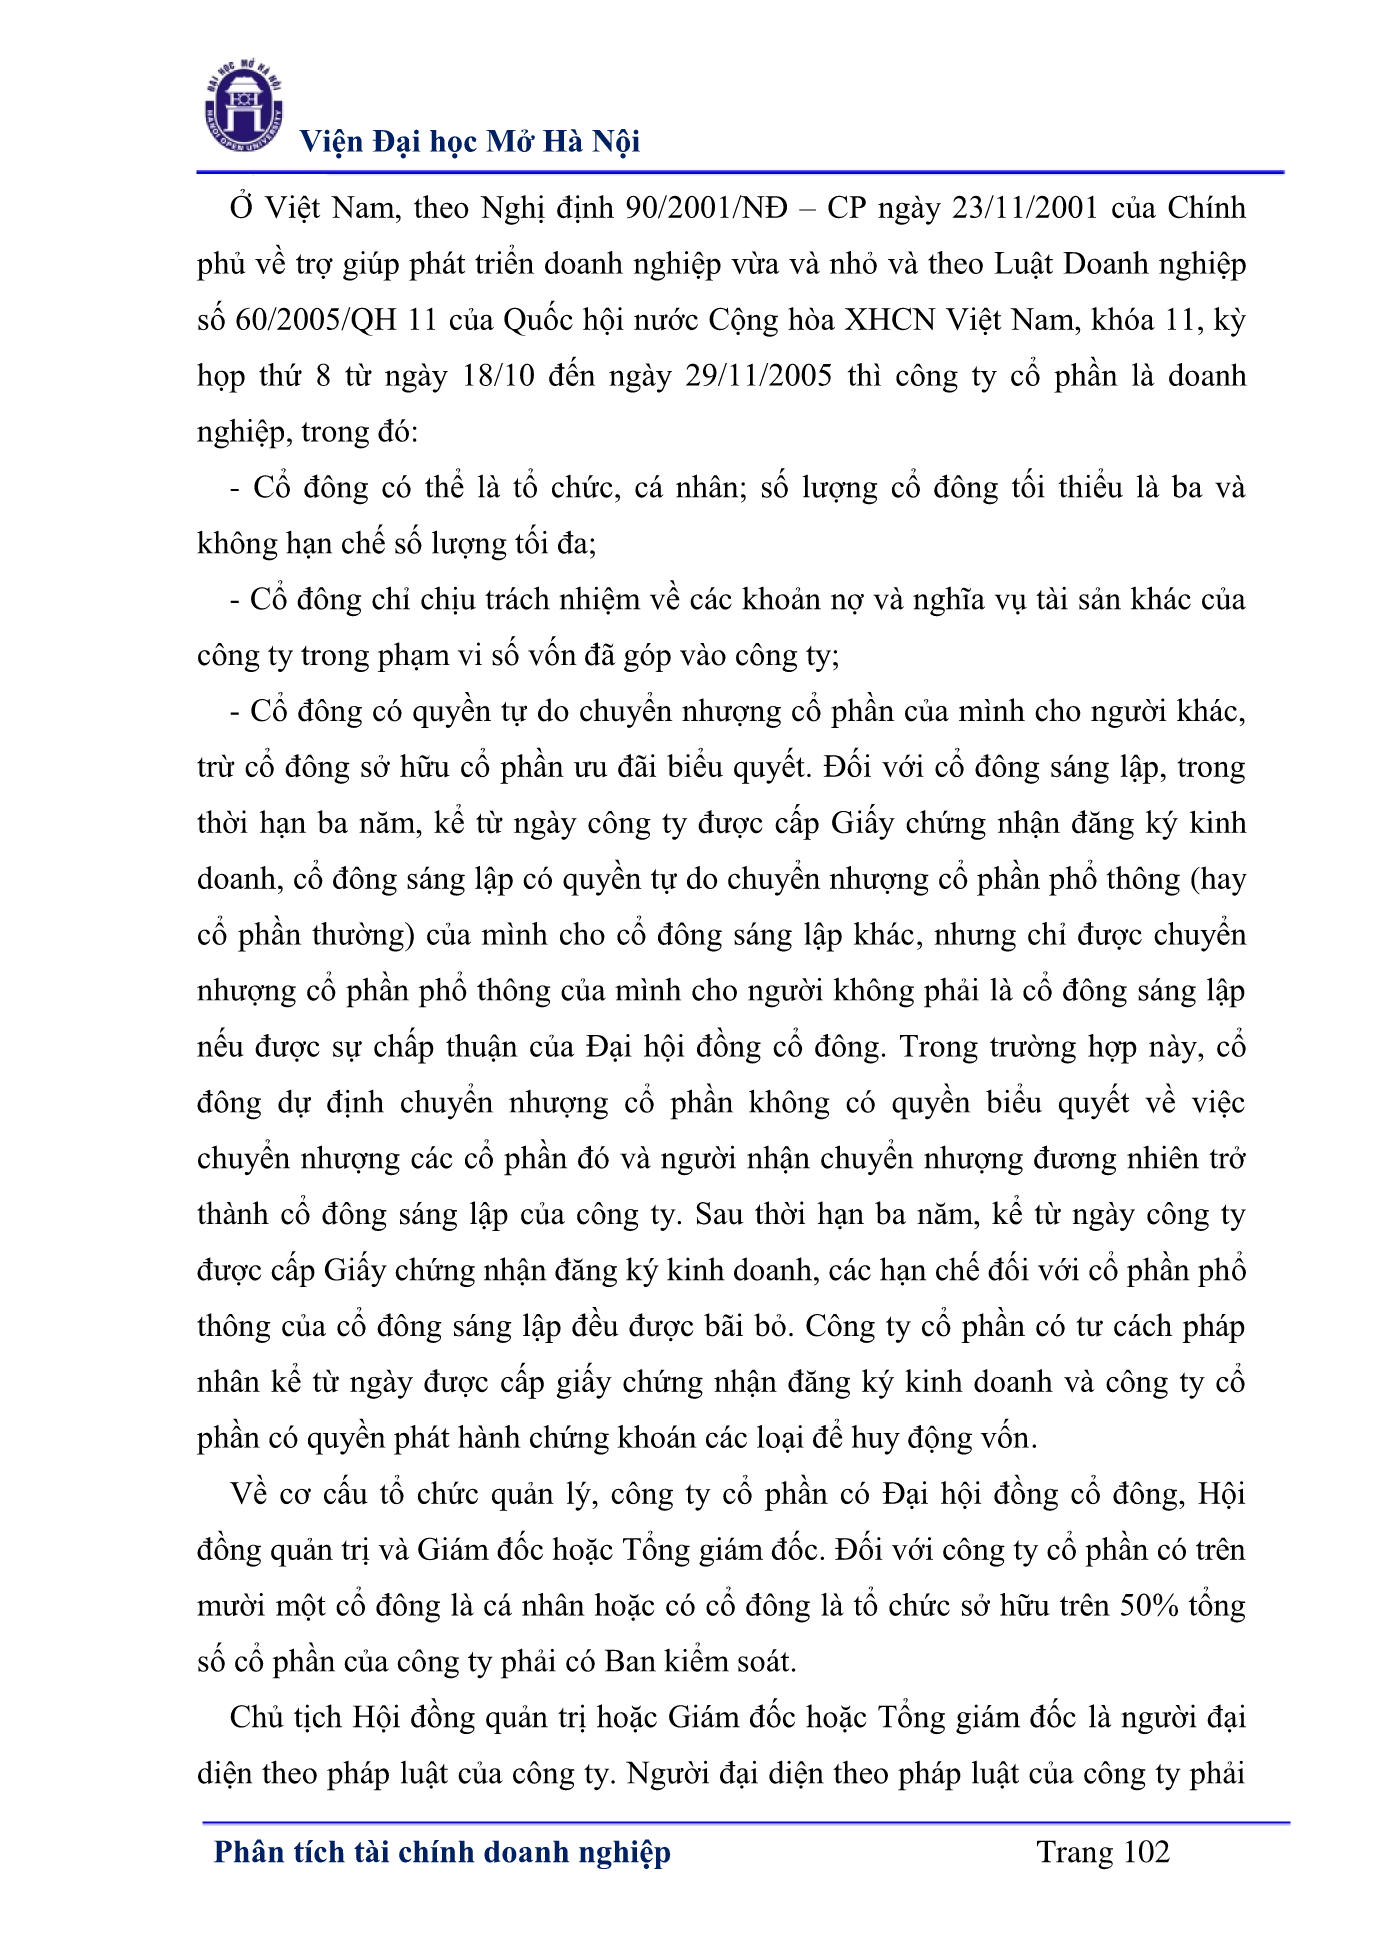 ĐẠI HỌC MỞ HÀ NỘI
HANOI OPEN UNIVERSITY
Viện Đại học Mở Hà Nội
Ở Việt Nam, theo Nghị định 90/2001/NĐ – CP ngày 23/11/2001 của Chính
phủ về trợ giúp phát triển doanh nghiệp vừa và nhỏ và theo Luật Doanh nghiệp
số 60/2005/QH 11 của Quốc hội nước Cộng hòa XHCN Việt Nam, khóa 11, kỳ
họp thứ 8 từ ngày 18/10 đến ngày 29/11/2005 thì công ty cổ phần là doanh
nghiệp, trong đó:
- Cổ đông có thể là tổ chức, cá nhân; số lượng cổ đông tối thiểu là ba và
không hạn chế số lượng tối đa;
- Cổ đông chỉ chịu trách nhiệm về các khoản nợ và nghĩa vụ tài sản khác của
công ty trong phạm vi số vốn đã góp vào công ty;
- Cổ đông có quyền tự do chuyển nhượng cổ phần của mình cho người khác,
trừ cổ đông sở hữu cổ phần ưu đãi biểu quyết. Đối với cổ đông sáng lập, trong
thời hạn ba năm, kể từ ngày công ty được cấp Giấy chứng nhận đăng ký kinh
doanh, cổ đông sáng lập có quyền tự do chuyển nhượng cổ phần phổ thông (hay
cổ phần thường) của mình cho cổ đông sáng lập khác, nhưng chỉ được chuyển
nhượng cổ phần phổ thông của mình cho người không phải là cổ đông sáng lập
nếu được sự chấp thuận của Đại hội đồng cổ đông. Trong trường hợp này, cổ
đông dự định chuyển nhượng cổ phần không có quyền biểu quyết về việc
chuyển nhượng các cổ phần đó và người nhận chuyển nhượng đương nhiên trở
thành cổ đông sáng lập của công ty. Sau thời hạn ba năm, kể từ ngày công ty
được cấp Giấy chứng nhận đăng ký kinh doanh, các hạn chế đối với cổ phần phổ
thông của cổ đông sáng lập đều được bãi bỏ. Công ty cổ phần có tư cách pháp
nhân kể từ ngày được cấp giấy chứng nhận đăng ký kinh doanh và công ty cổ
phần có quyền phát hành chứng khoán các loại để huy động vốn.
Về cơ cấu tổ chức quản lý, công ty cổ phần có Đại hội đồng cổ đông, Hội
đồng quản trị và Giám đốc hoặc Tổng giám đốc. Đối với công ty cổ phần có trên
mười một cổ đông là cá nhân hoặc có cổ đông là tổ chức sở hữu trên 50% tổng
số cổ phần của công ty phải có Ban kiểm soát.
Chủ tịch Hội đồng quản trị hoặc Giám đốc hoặc Tổng giám đốc là người đại
diện theo pháp luật của công ty. Người đại diện theo pháp luật của công ty phải
Phân tích tài chính doanh nghiệp
Trang 102